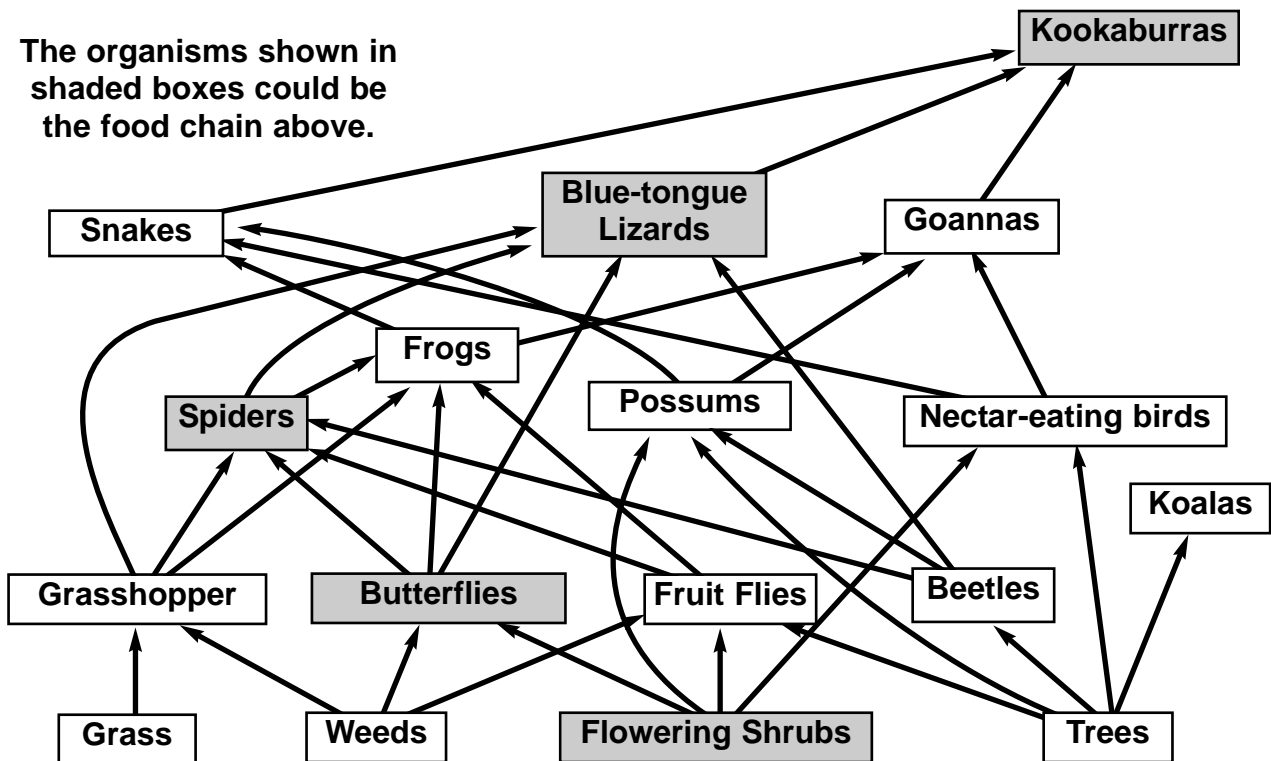 The organisms shown in
shaded boxes could be
the food chain above.
Kookaburras
Blue-tongue
Lizards
Goannas
Snakes
Frogs
Possums
Spiders
Nectar-eating birds
Koalas
Grasshopper
Butterflies
Fruit Flies
Beetles
Grass
Weeds
Flowering Shrubs
Trees